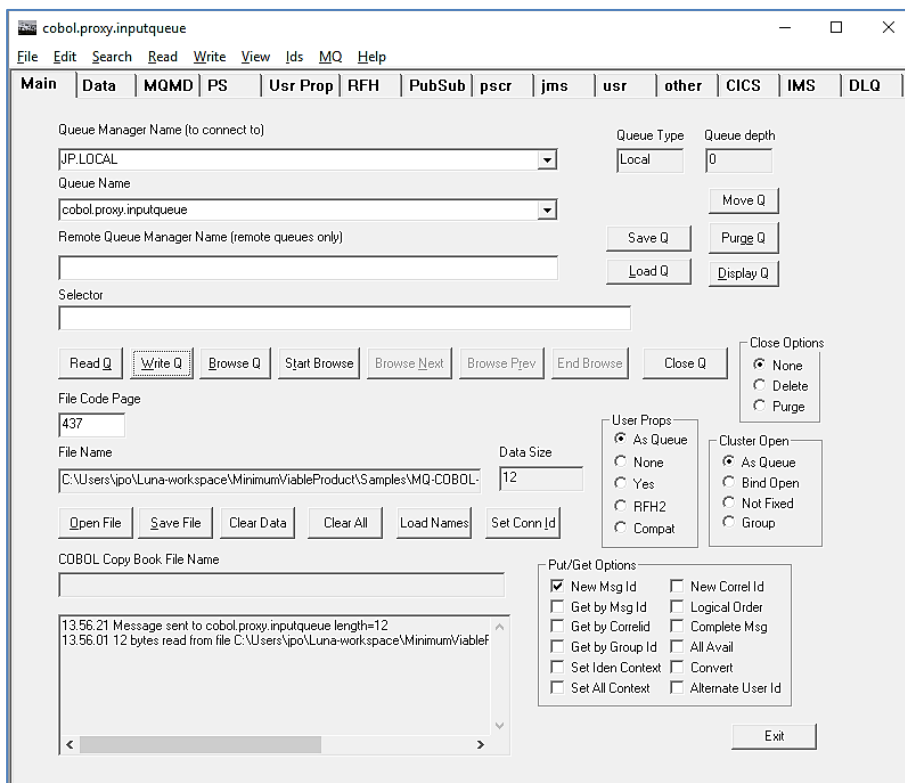 cobol.proxy.inputqueue
File Edit Search Read Write View Ids MQ Help
Main Data MQMD PS Usr Prop RFH PubSub pscr jms usr other CICS IMS DLQ
Queue Manager Name (to connect to)
JP.LOCAL
Queue Type Queue depth
Local 0
Queue Name
cobol.proxy.inputqueue
Move Q
Remote Queue Manager Name (remote queues only)
Save Q Purge Q
Load Q Display Q
Selector
Read Q Write Q Browse Q Start Browse Browse Next Browse Prev End Browse Close Q
Close Options
None
Delete
Purge
File Code Page
437
File Name
C:\Users\jpo\Luna-workspace\MinimumViableProduct\Samples\MQ-COBOL-
Data Size
12
User Props
As Queue
None
Yes
RFH2
Compat
Cluster Open
As Queue
Bind Open
Not Fixed
Group
Open File Save File Clear Data Clear All Load Names Set Conn Id
COBOL Copy Book File Name
13.56.21 Message sent to cobol.proxy.inputqueue length=12
13.56.01 12 bytes read from file C:\Users\jpo\Luna-workspace\MinimumViableP
Put/Get Options
New Msg Id New Correl Id
Get by Msg Id Logical Order
Get by Correlid Complete Msg
Get by Group Id All Avail
Set Iden Context Convert
Set All Context Alternate User Id
Exit